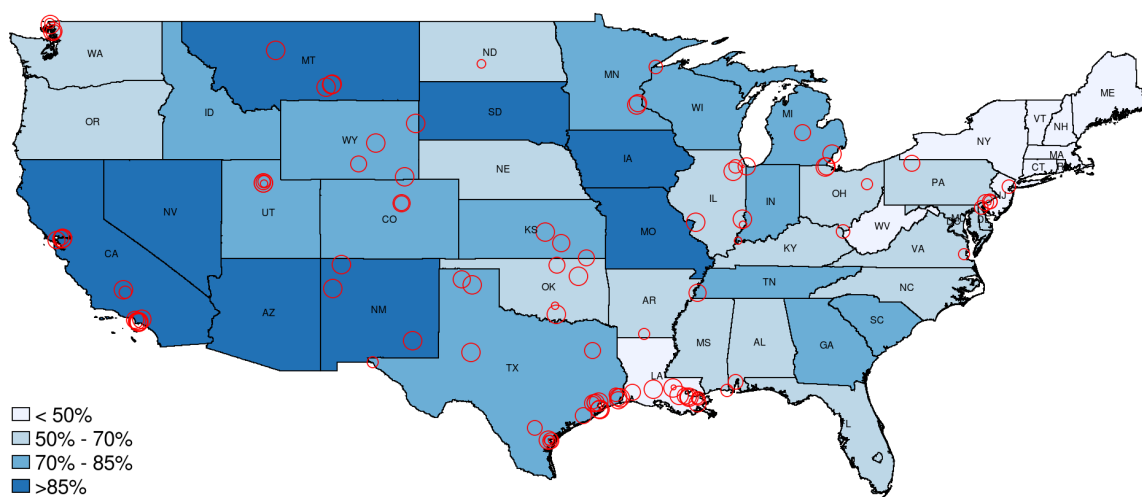 WA
MT
ND
MN
ME
OR
ID
SD
WI
MI
VT
NH
NY
WY
IA
NE
MA
CT
PA
NJ
NV
UT
CO
IL
IN
OH
WV
CA
KS
MO
KY
VA
AZ
NM
OK
AR
TN
NC
SC
TX
MS
AL
GA
LA
< 50%
50% - 70%
70% - 85%
>85%